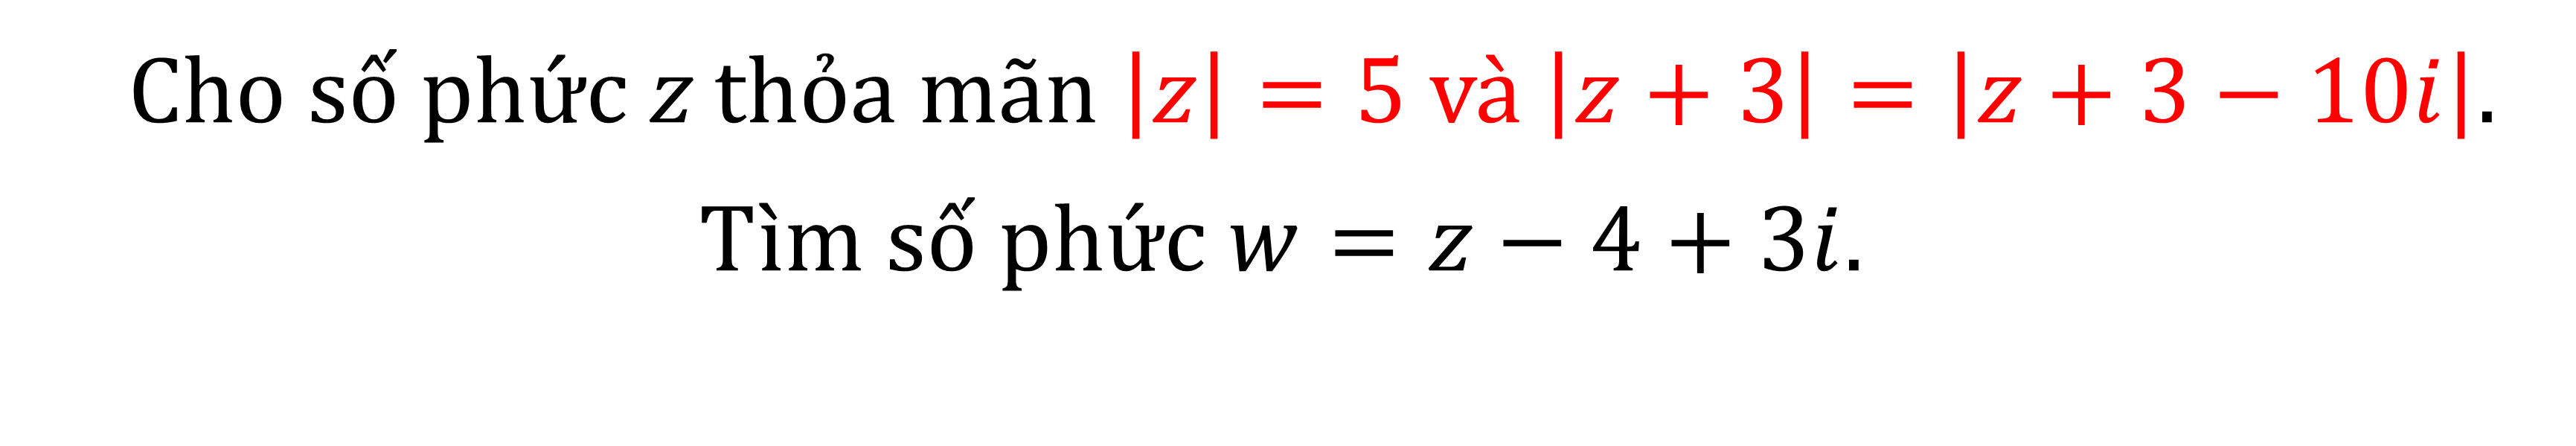 Cho số phức z thỏa mãn |z| = 5 và |z + 3| = |z + 3 − 10i|.
Tìm số phức w = z − 4 + 3i.